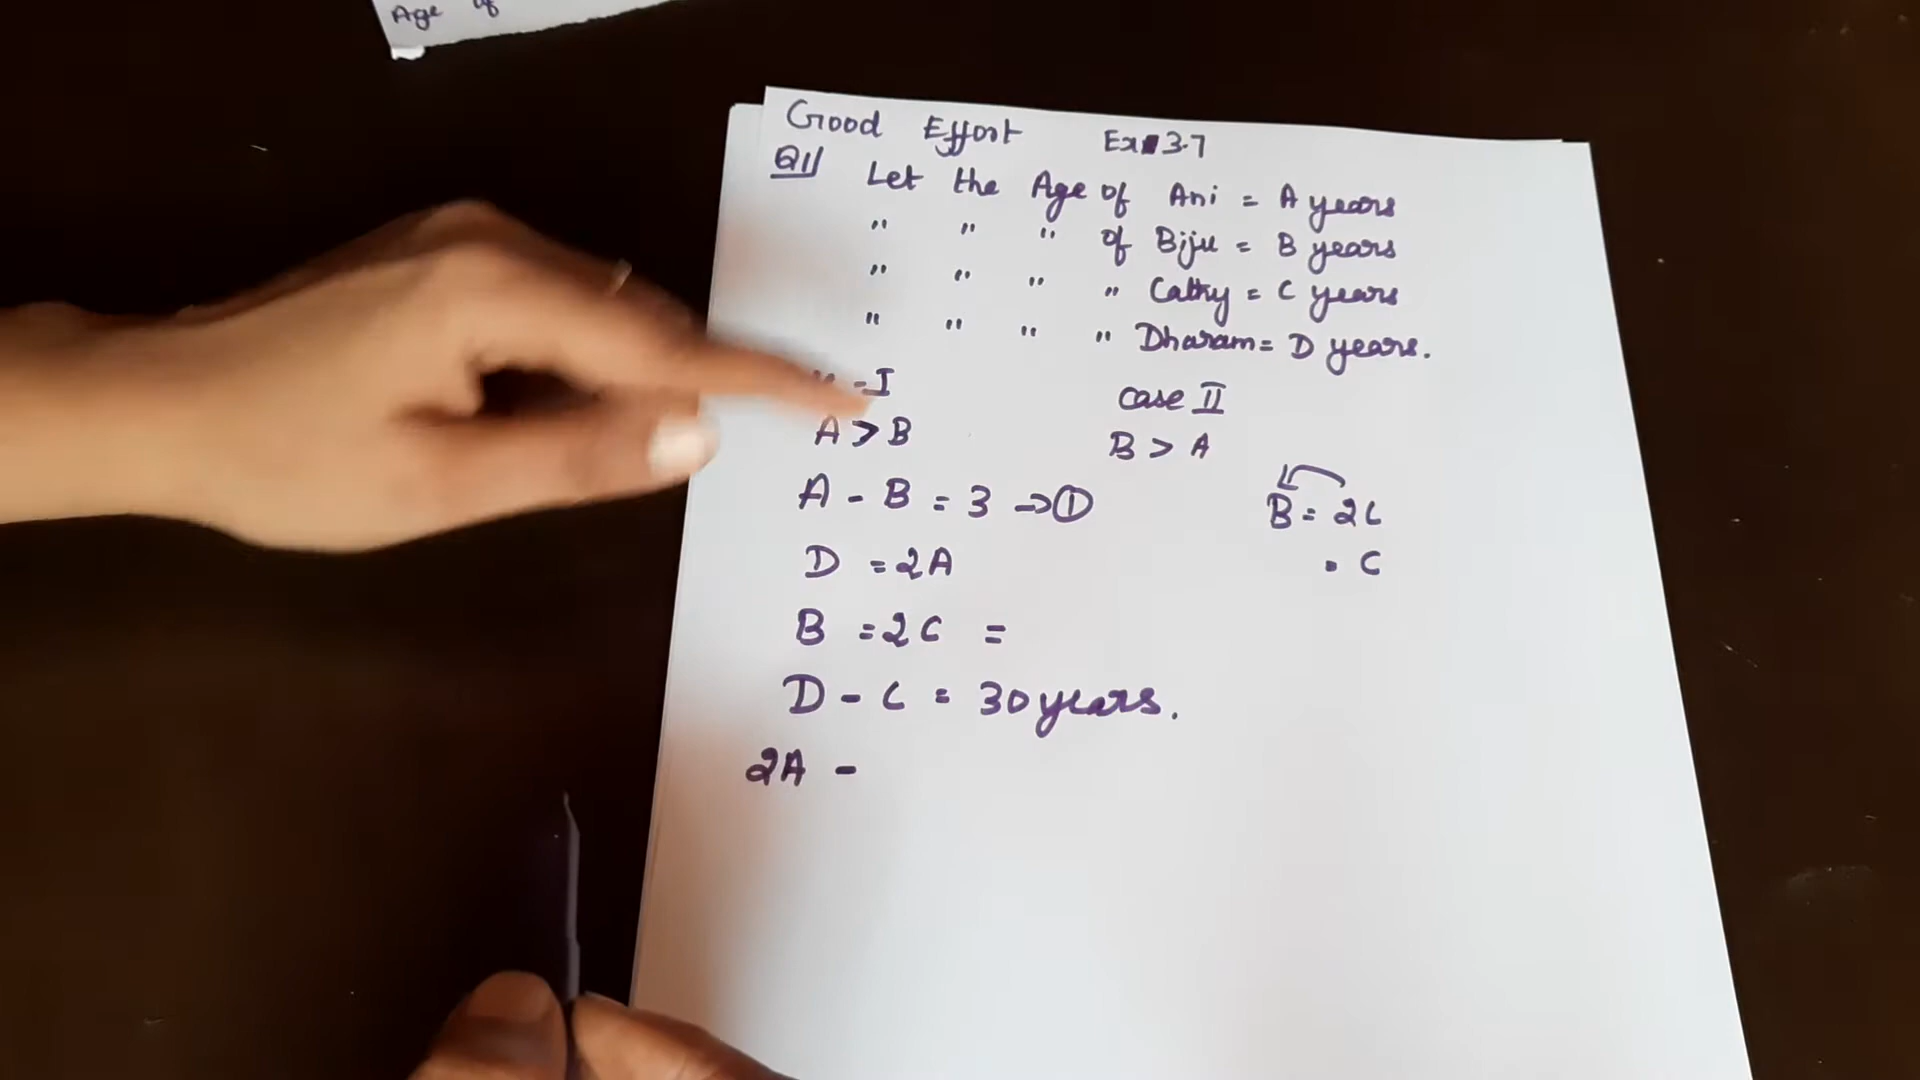 Age of
Good Effort Ex 3.7
Q1 Let the Age of Ani = A years
" " " of Biju = B years
" " " " Cathy = C years
" " " " Dharam = D years.
- I Case II
A > B B > A
A - B = 3 → ① B = 2C
D = 2A = C
B = 2C =
D - C = 30 years.
2A -